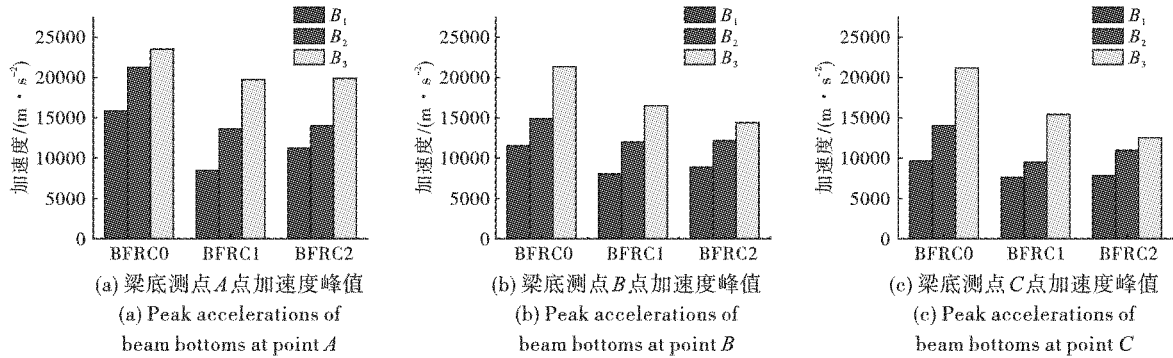 25000
20000
15000
10000
5000
0
加速度/(m·s⁻²)
B₁
B₂
B₃
BFRC0 BFRC1 BFRC2
(a) 梁底测点A点加速度峰值
(a) Peak accelerations of
beam bottoms at point A
25000
20000
15000
10000
5000
0
加速度/(m·s⁻²)
B₁
B₂
B₃
BFRC0 BFRC1 BFRC2
(b) 梁底测点B点加速度峰值
(b) Peak accelerations of
beam bottoms at point B
25000
20000
15000
10000
5000
0
加速度/(m·s⁻²)
B₁
B₂
B₃
BFRC0 BFRC1 BFRC2
(c) 梁底测点C点加速度峰值
(c) Peak accelerations of
beam bottoms at point C